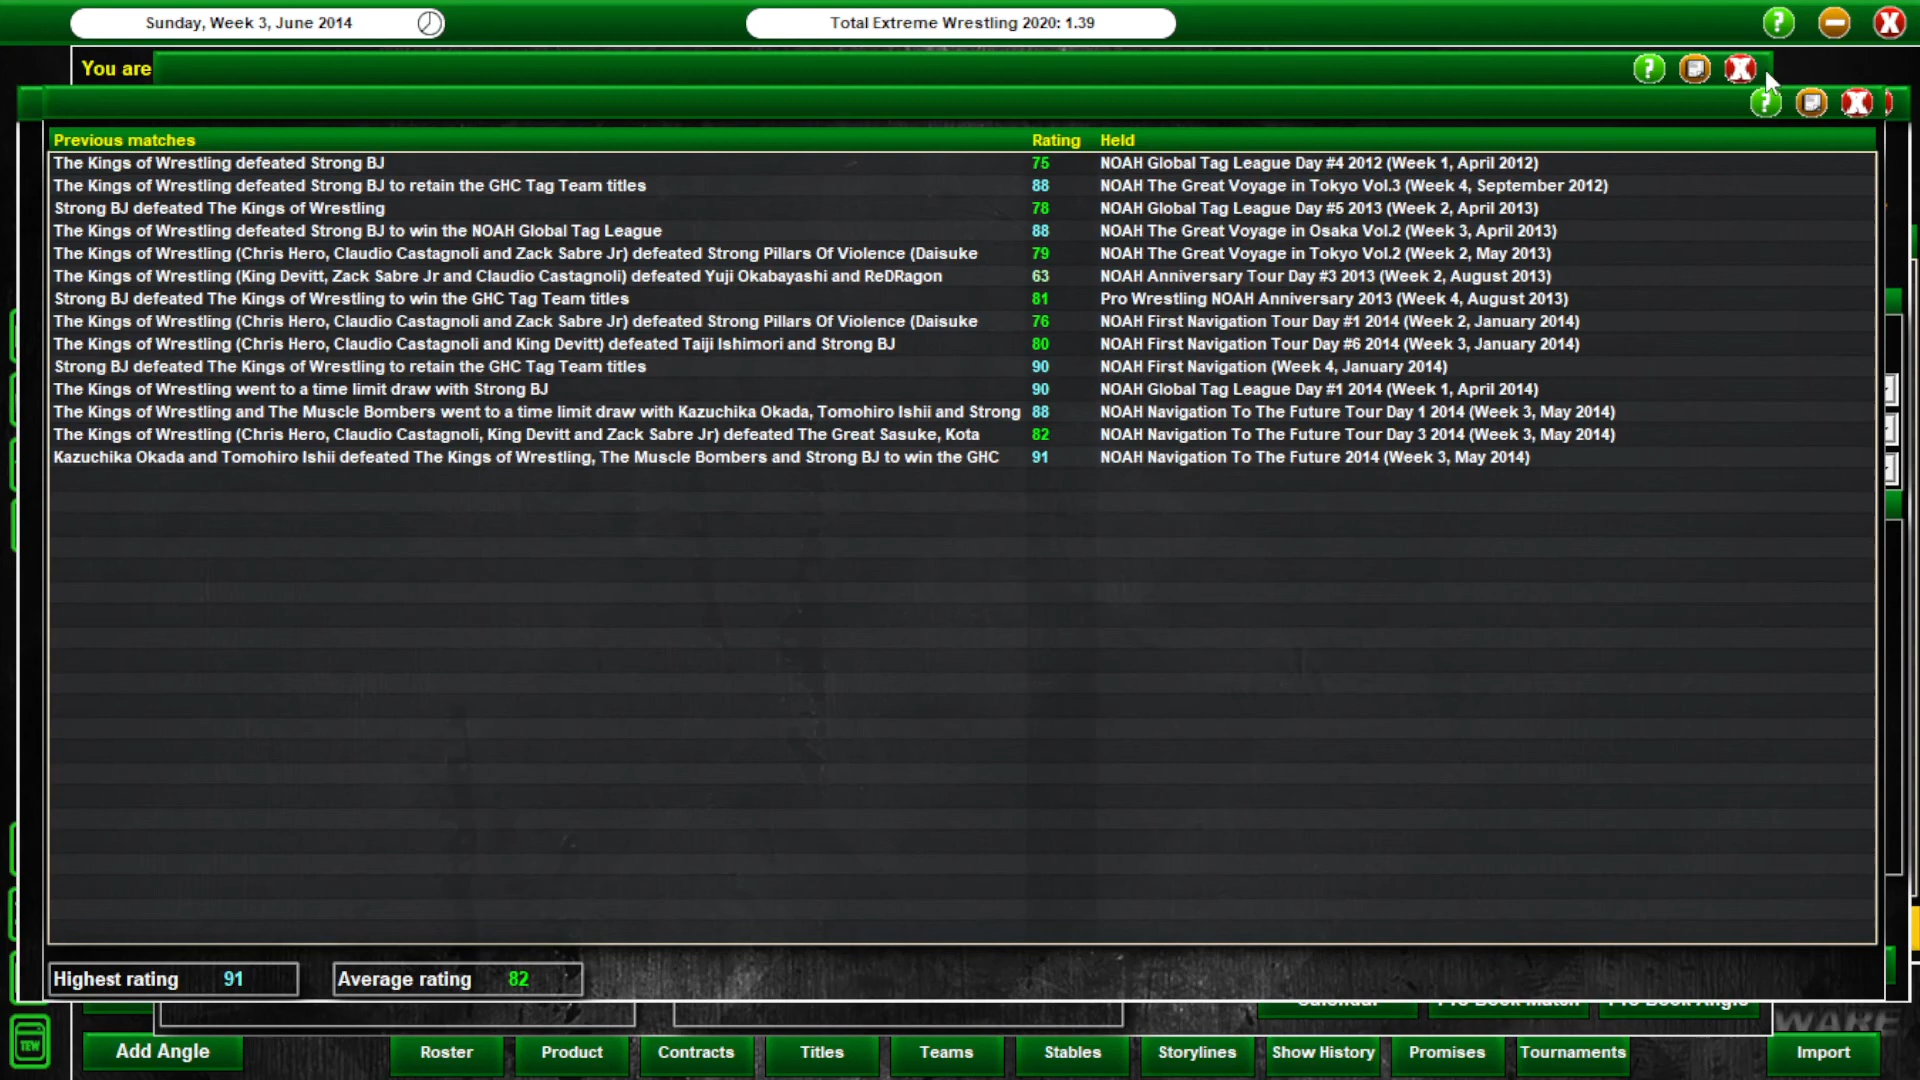 Sunday, Week 3, June 2014
Total Extreme Wrestling 2020: 1.39
You are
Previous matches Rating Held
The Kings of Wrestling defeated Strong BJ 75 NOAH Global Tag League Day #4 2012 (Week 1, April 2012)
The Kings of Wrestling defeated Strong BJ to retain the GHC Tag Team titles 88 NOAH The Great Voyage in Tokyo Vol.3 (Week 4, September 2012)
Strong BJ defeated The Kings of Wrestling 78 NOAH Global Tag League Day #5 2013 (Week 2, April 2013)
The Kings of Wrestling defeated Strong BJ to win the NOAH Global Tag League 88 NOAH The Great Voyage in Osaka Vol.2 (Week 3, April 2013)
The Kings of Wrestling (Chris Hero, Claudio Castagnoli and Zack Sabre Jr) defeated Strong Pillars Of Violence (Daisuke 79 NOAH The Great Voyage in Tokyo Vol.2 (Week 2, May 2013)
The Kings of Wrestling (King Devitt, Zack Sabre Jr and Claudio Castagnoli) defeated Yuji Okabayashi and ReDRagon 63 NOAH Anniversary Tour Day #3 2013 (Week 2, August 2013)
Strong BJ defeated The Kings of Wrestling to win the GHC Tag Team titles 81 Pro Wrestling NOAH Anniversary 2013 (Week 4, August 2013)
The Kings of Wrestling (Chris Hero, Claudio Castagnoli and Zack Sabre Jr) defeated Strong Pillars Of Violence (Daisuke 76 NOAH First Navigation Tour Day #1 2014 (Week 2, January 2014)
The Kings of Wrestling (Chris Hero, Claudio Castagnoli and King Devitt) defeated Taiji Ishimori and Strong BJ 80 NOAH First Navigation Tour Day #6 2014 (Week 3, January 2014)
Strong BJ defeated The Kings of Wrestling to retain the GHC Tag Team titles 90 NOAH First Navigation (Week 4, January 2014)
The Kings of Wrestling went to a time limit draw with Strong BJ 90 NOAH Global Tag League Day #1 2014 (Week 1, April 2014)
The Kings of Wrestling and The Muscle Bombers went to a time limit draw with Kazuchika Okada, Tomohiro Ishii and Strong 88 NOAH Navigation To The Future Tour Day 1 2014 (Week 3, May 2014)
The Kings of Wrestling (Chris Hero, Claudio Castagnoli, King Devitt and Zack Sabre Jr) defeated The Great Sasuke, Kota 82 NOAH Navigation To The Future Tour Day 3 2014 (Week 3, May 2014)
Kazuchika Okada and Tomohiro Ishii defeated The Kings of Wrestling, The Muscle Bombers and Strong BJ to win the GHC 91 NOAH Navigation To The Future 2014 (Week 3, May 2014)
Highest rating 91 Average rating 82
Calendar Pre Book Match Pre Book Angle
WARE
TEW
Add Angle Roster Product Contracts Titles Teams Stables Storylines Show History Promises Tournaments Import